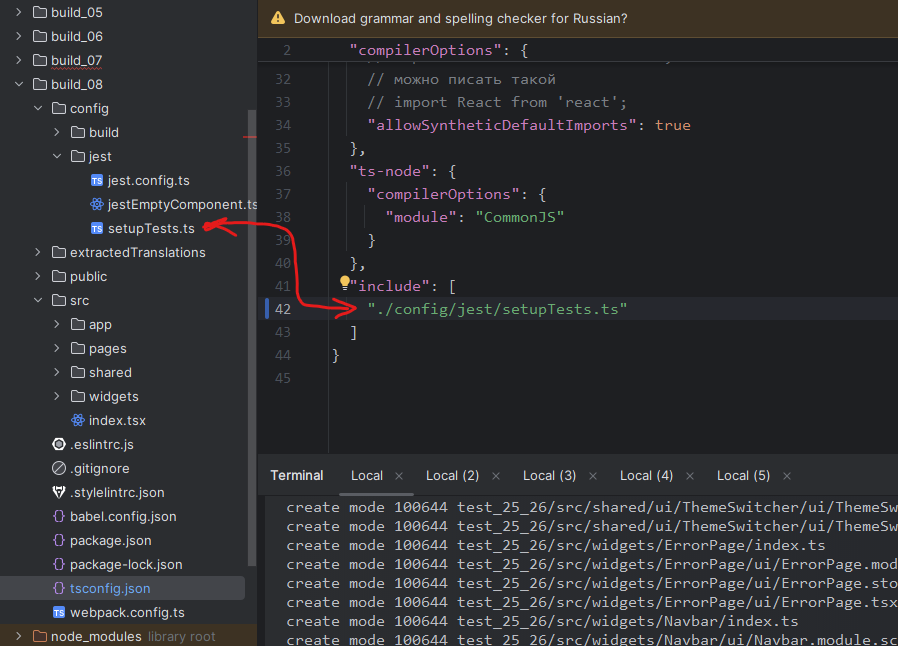 build_05
build_06
build_07
build_08
config
build
jest
jest.config.ts
jestEmptyComponent.ts
setupTests.ts
extractedTranslations
public
src
app
pages
shared
widgets
index.tsx
.eslintrc.js
.gitignore
.stylelintrc.json
babel.config.json
package.json
package-lock.json
tsconfig.json
webpack.config.ts
node_modules library root
Download grammar and spelling checker for Russian?
2 "compilerOptions": {
32 // можно писать такой
33 // import React from 'react';
34 "allowSyntheticDefaultImports": true
35 },
36 "ts-node": {
37 "compilerOptions": {
38 "module": "CommonJS"
39 }
40 },
41 "include": [
42 "./config/jest/setupTests.ts"
43 ]
44 }
45
Terminal Local × Local (2) × Local (3) × Local (4) × Local (5) ×
create mode 100644 test_25_26/src/shared/ui/ThemeSwitcher/ui/ThemeSw
create mode 100644 test_25_26/src/shared/ui/ThemeSwitcher/ui/ThemeSw
create mode 100644 test_25_26/src/widgets/ErrorPage/index.ts
create mode 100644 test_25_26/src/widgets/ErrorPage/ui/ErrorPage.mod
create mode 100644 test_25_26/src/widgets/ErrorPage/ui/ErrorPage.sto
create mode 100644 test_25_26/src/widgets/ErrorPage/ui/ErrorPage.tsx
create mode 100644 test_25_26/src/widgets/Navbar/index.ts
create mode 100644 test_25_26/src/widgets/Navbar/ui/Navbar.module.sc